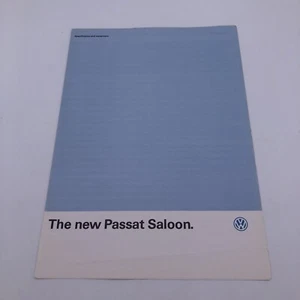 The new Passat Saloon.